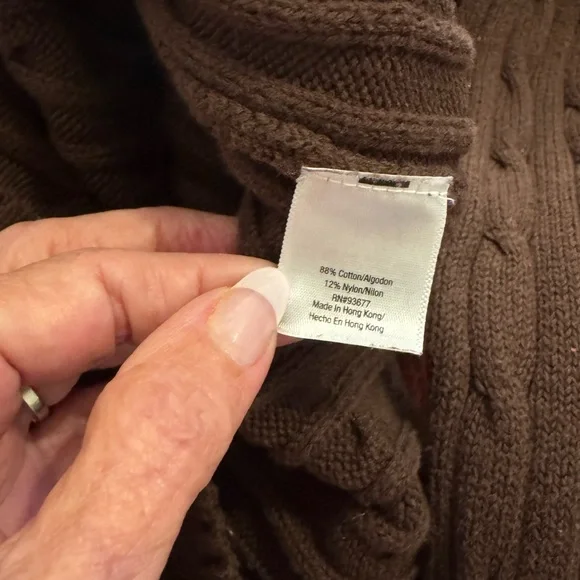 88% Cotton/Algodon
12% Nylon/Nilon
RN#93677
Made In Hong Kong/
Hecho En Hong Kong